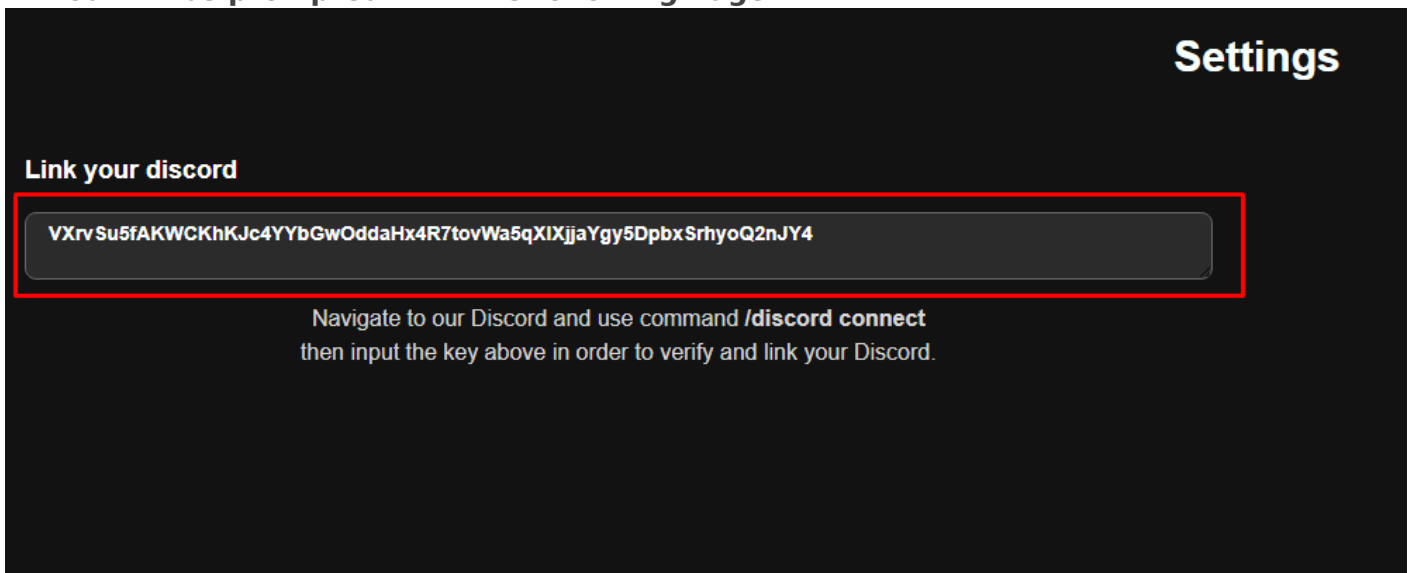 Settings
Link your discord
VXrvSu5fAKWCKhKJc4YYbGwOddaHx4R7tovWa5qXIXjjaYgy5DpbxSrhyoQ2nJY4
Navigate to our Discord and use command /discord connect
then input the key above in order to verify and link your Discord.